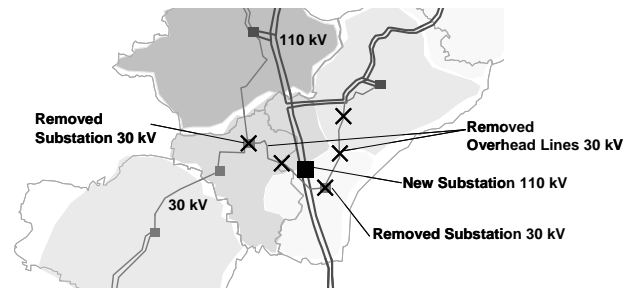 110 kV
Removed
Substation 30 kV
Removed
Overhead Lines 30 kV
New Substation 110 kV
30 kV
Removed Substation 30 kV